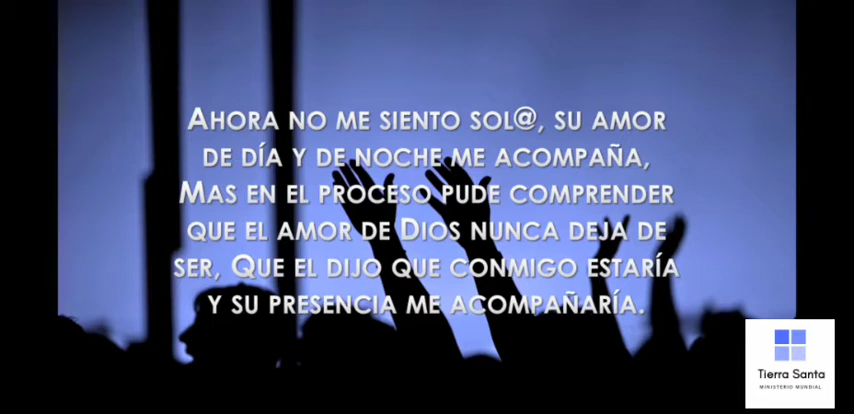 AHORA NO ME SIENTO SOL@, SU AMOR
DE DÍA Y DE NOCHE ME ACOMPAÑA,
MAS EN EL PROCESO PUDE COMPRENDER
QUE EL AMOR DE DIOS NUNCA DEJA DE
SER, QUE EL DIJO QUE CONMIGO ESTARÍA
Y SU PRESENCIA ME ACOMPAÑARÍA.
Tierra Santa
MINISTERIO MUNDIAL